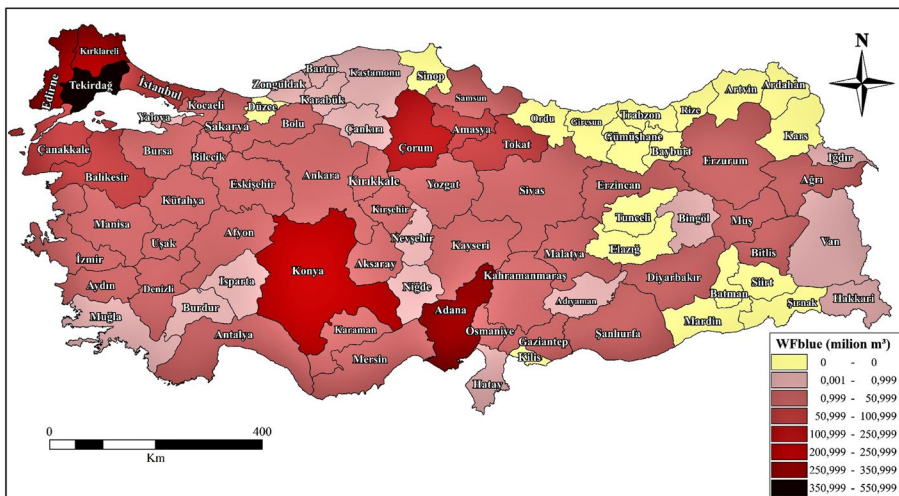 N
Kırklareli
Edirne
Tekirdağ
İstanbul
Kocaeli
Yalova
Sakarya
Düzce
Bolu
Zonguldak
Bartın
Karabük
Kastamonu
Sinop
Çankırı
Samsun
Çorum
Amasya
Tokat
Ordu
Giresun
Trabzon
Gümüşhane
Rize
Bayburt
Artvin
Ardahan
Kars
Iğdır
Erzurum
Ağrı
Çanakkale
Balıkesir
Bursa
Bilecik
Eskişehir
Kütahya
Ankara
Kırıkkale
Yozgat
Sivas
Erzincan
Tunceli
Bingöl
Muş
Elazığ
Bitlis
Van
Manisa
Uşak
Afyon
Kırşehir
Nevşehir
Kayseri
Malatya
İzmir
Aydın
Denizli
Isparta
Burdur
Muğla
Antalya
Konya
Aksaray
Niğde
Karaman
Mersin
Adana
Kahramanmaraş
Adıyaman
Osmaniye
Gaziantep
Kilis
Hatay
Şanlıurfa
Diyarbakır
Batman
Siirt
Mardin
Şırnak
Hakkari
0 400
Km
WFblue (milion m³)
0 - 0
0,001 - 0,999
0,999 - 50,999
50,999 - 100,999
100,999 - 250,999
200,999 - 250,999
250,999 - 350,999
350,999 - 550,999